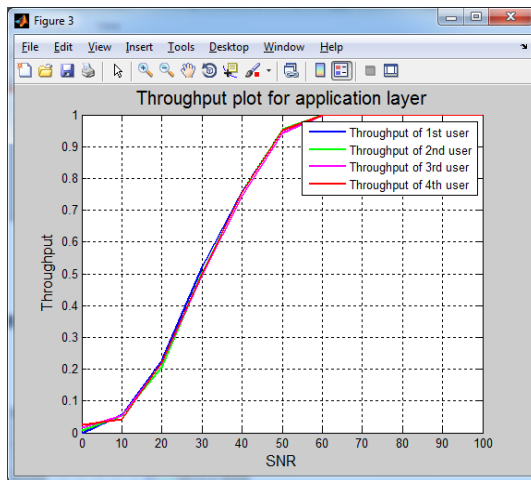 Figure 3
File Edit View Insert Tools Desktop Window Help
Throughput plot for application layer
Throughput of 1st user
Throughput of 2nd user
Throughput of 3rd user
Throughput of 4th user
Throughput
1
0.9
0.8
0.7
0.6
0.5
0.4
0.3
0.2
0.1
0
0 10 20 30 40 50 60 70 80 90 100
SNR